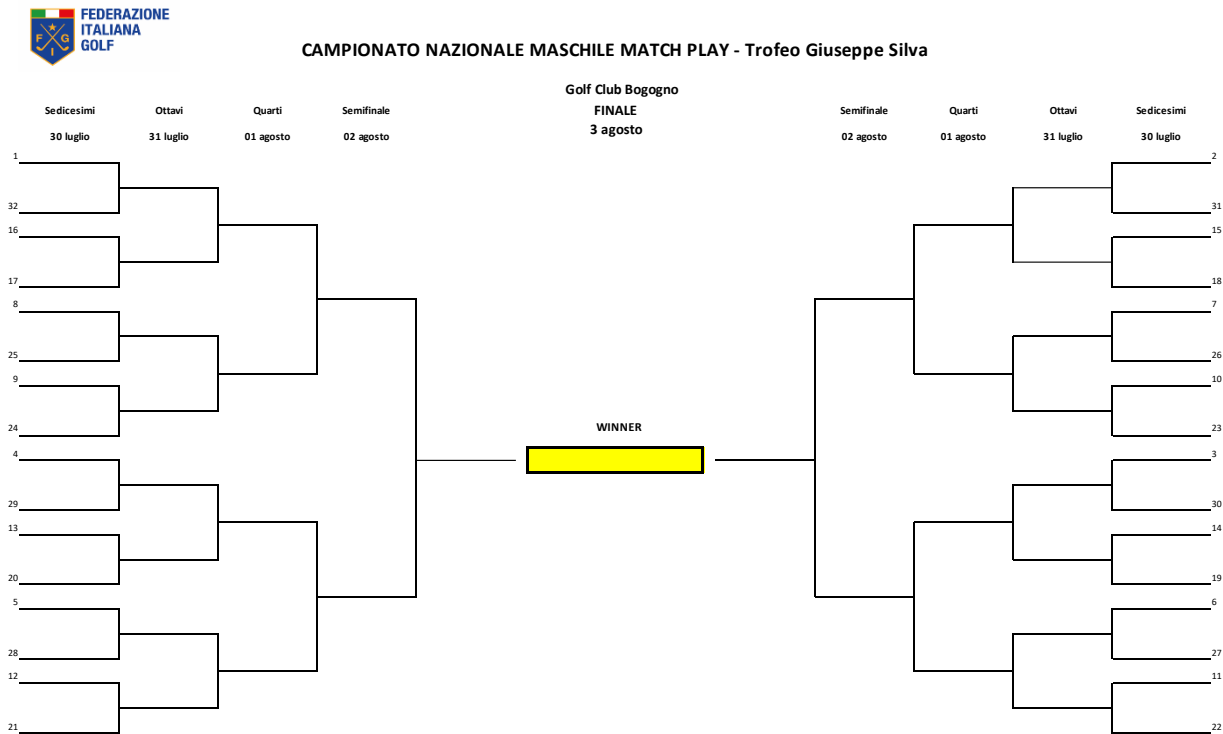 FEDERAZIONE
ITALIANA
GOLF
F G
I
CAMPIONATO NAZIONALE MASCHILE MATCH PLAY - Trofeo Giuseppe Silva
Golf Club Bogogno
Sedicesimi Ottavi Quarti Semifinale FINALE Semifinale Quarti Ottavi Sedicesimi
30 luglio 31 luglio 01 agosto 02 agosto 3 agosto 02 agosto 01 agosto 31 luglio 30 luglio
1 2
32 31
16 15
17 18
8 7
25 26
9 10
24 23
WINNER
4 3
29 30
13 14
20 19
5 6
28 27
12 11
21 22